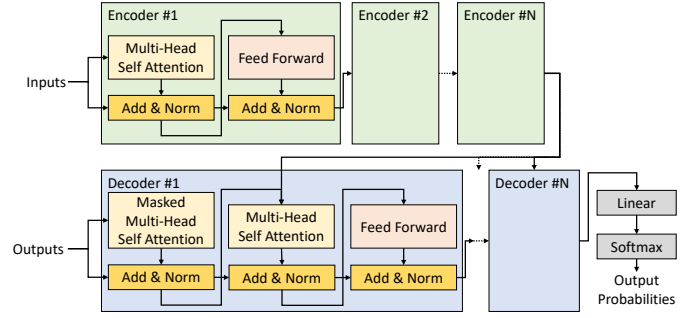 Encoder #1
Encoder #2
Encoder #N
Multi-Head
Self Attention
Feed Forward
Inputs
Add & Norm
Add & Norm
Decoder #1
Decoder #N
Masked
Multi-Head
Self Attention
Multi-Head
Self Attention
Feed Forward
Linear
Outputs
Softmax
Add & Norm
Add & Norm
Add & Norm
Output
Probabilities